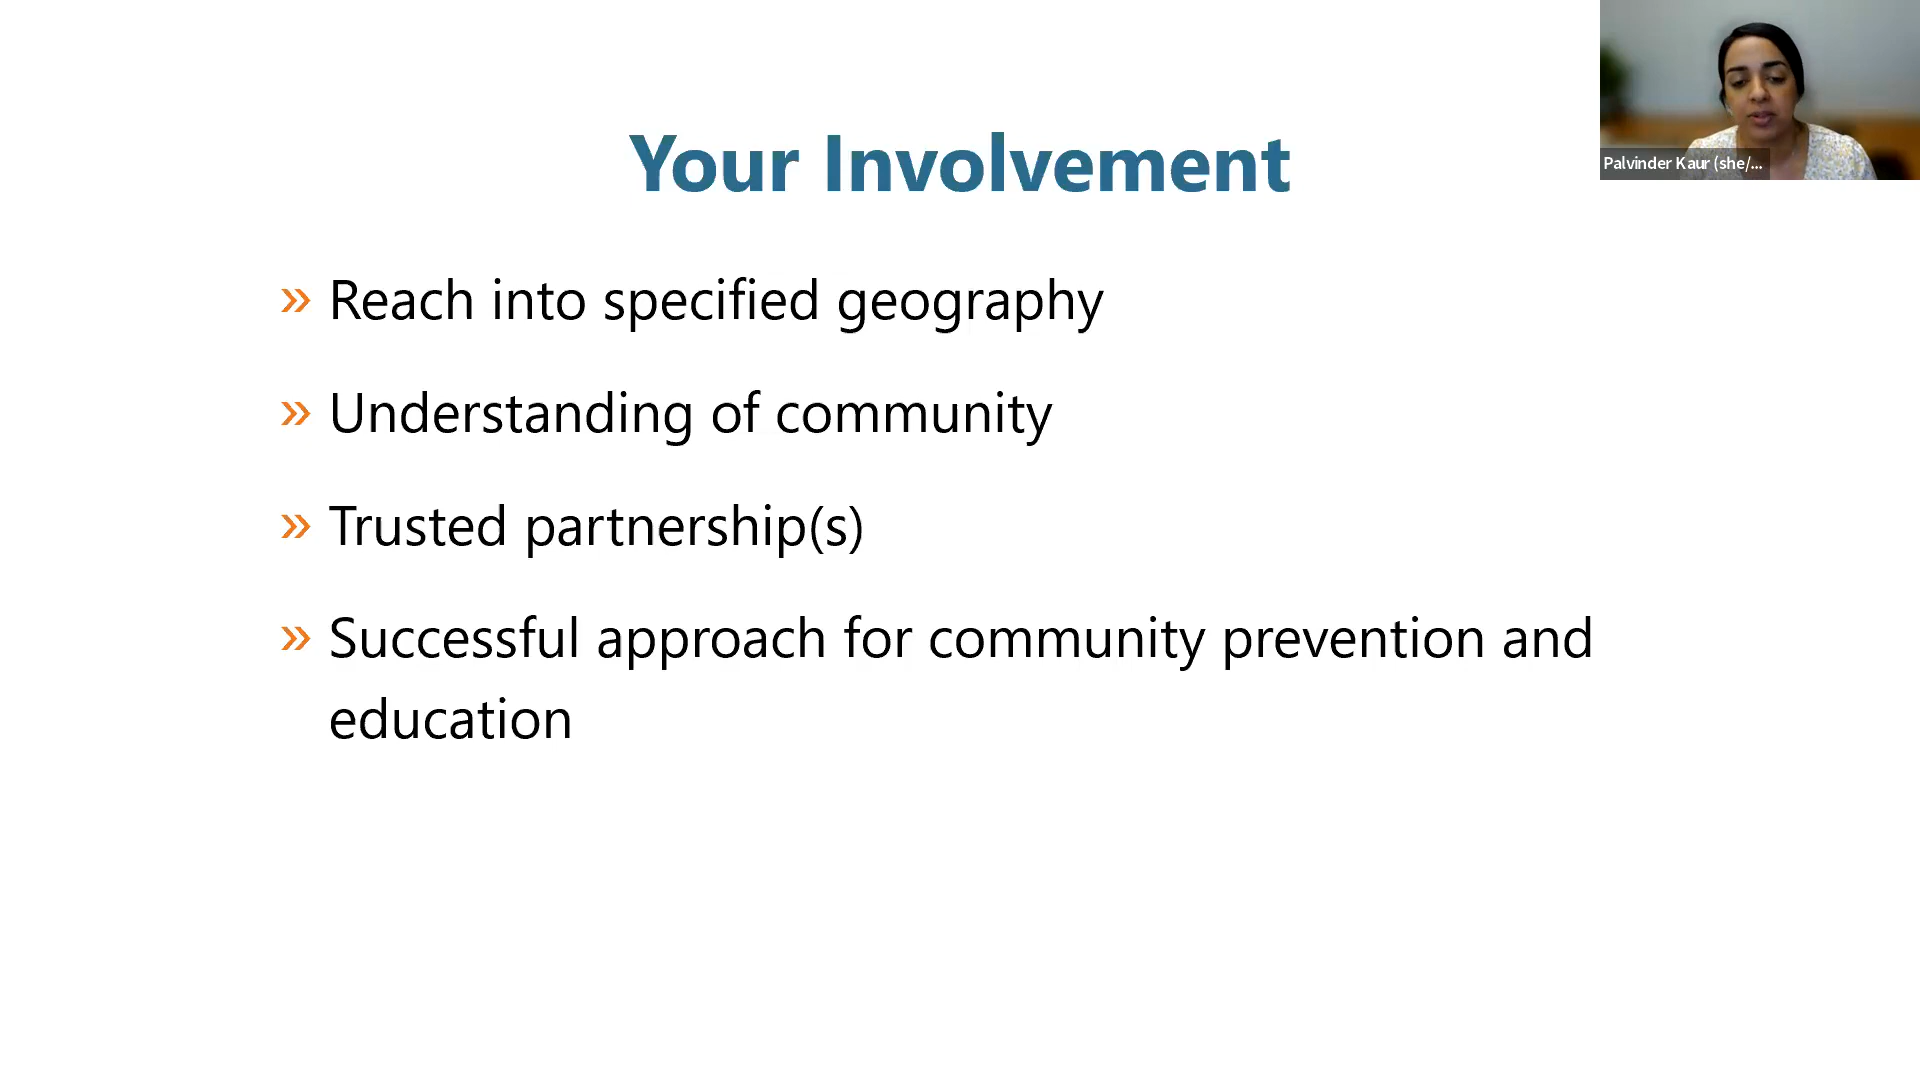 Your Involvement
Palvinder Kaur (she/...
» Reach into specified geography
» Understanding of community
» Trusted partnership(s)
» Successful approach for community prevention and
education